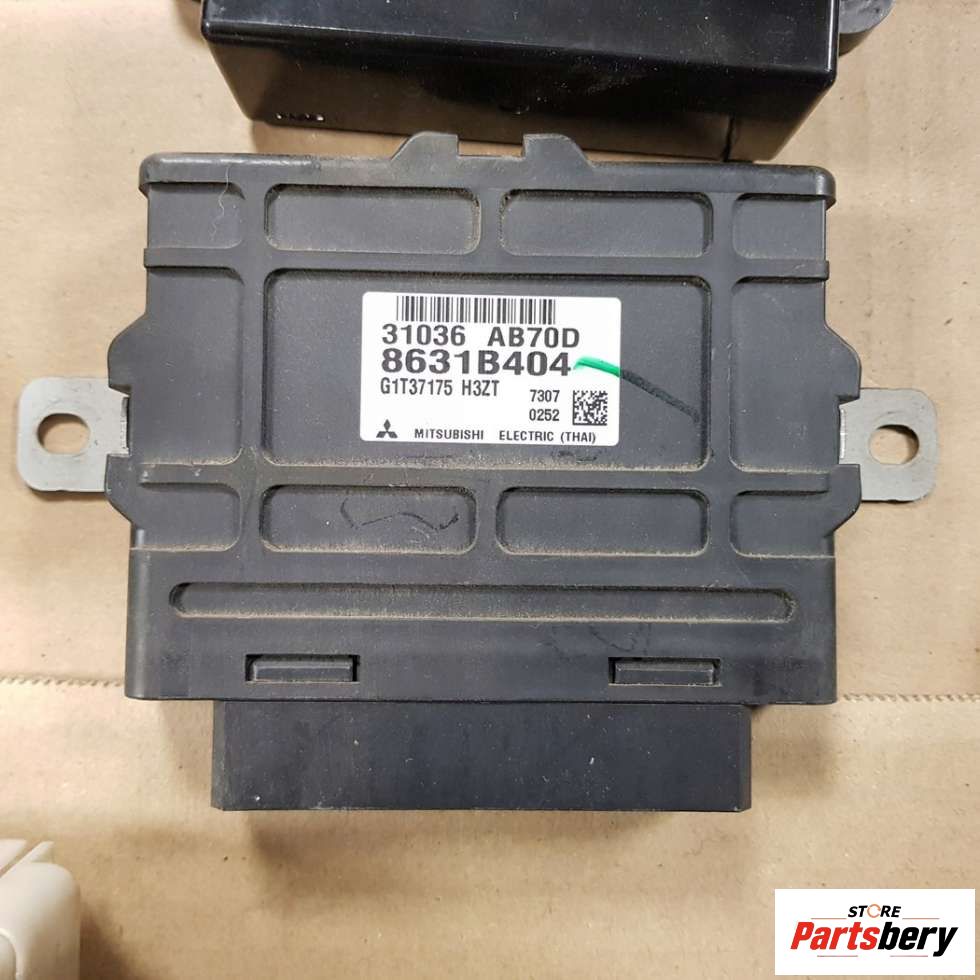 31036 AB70D
8631B404
G1T37175 H3ZT
7307
0252
MITSUBISHI ELECTRIC (THAI)
STORE
Partsbery